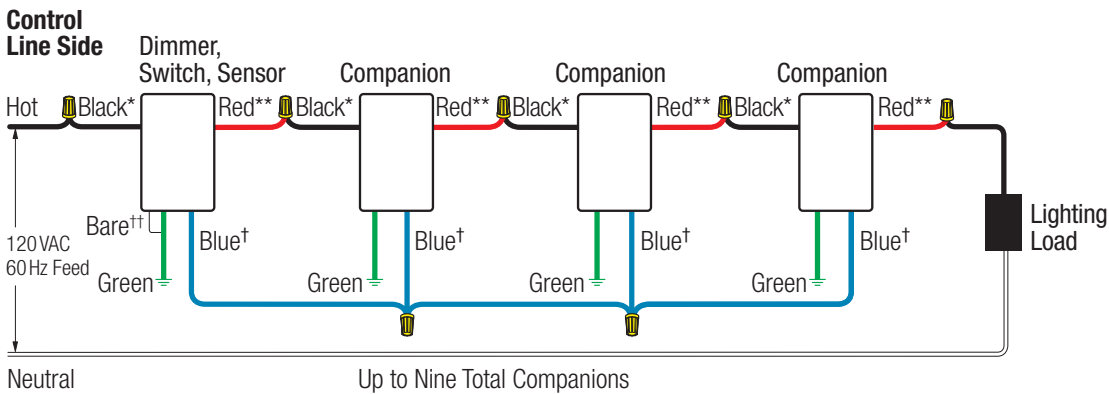 Control
Line Side
Dimmer,
Switch, Sensor
Companion
Companion
Companion
Hot
Black*
Red**
Black*
Red**
Black*
Red**
Black*
Red**
Bare††
Blue†
Blue†
Blue†
Blue†
Lighting
Load
120 VAC
60 Hz Feed
Green
Green
Green
Green
Neutral
Up to Nine Total Companions